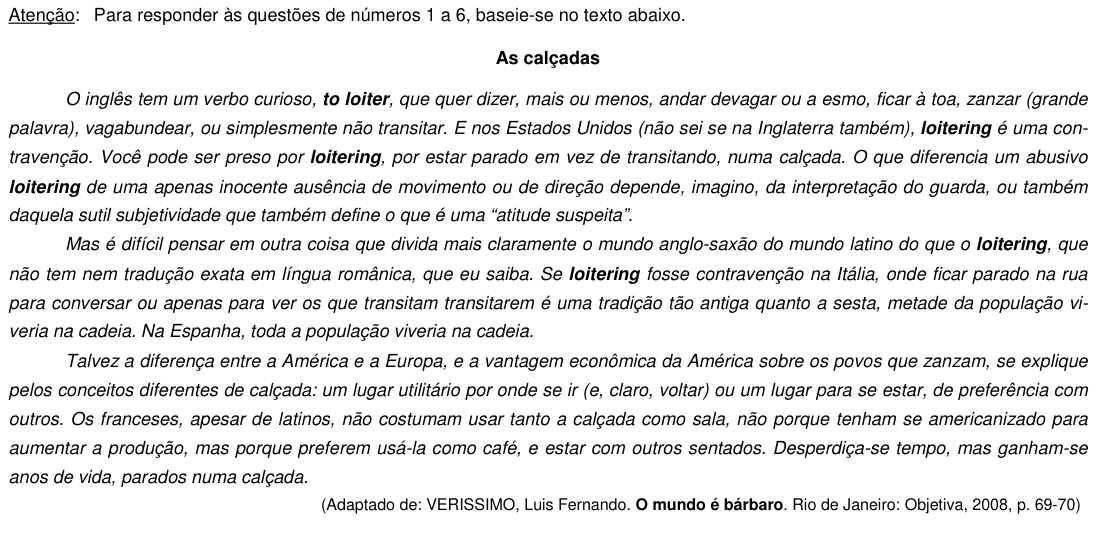 Atenção: Para responder às questões de números 1 a 6, baseie-se no texto abaixo.
As calçadas
O inglês tem um verbo curioso, to loiter, que quer dizer, mais ou menos, andar devagar ou a esmo, ficar à toa, zanzar (grande
palavra), vagabundear, ou simplesmente não transitar. E nos Estados Unidos (não sei se na Inglaterra também), loitering é uma con-
travenção. Você pode ser preso por loitering, por estar parado em vez de transitando, numa calçada. O que diferencia um abusivo
loitering de uma apenas inocente ausência de movimento ou de direção depende, imagino, da interpretação do guarda, ou também
daquela sutil subjetividade que também define o que é uma “atitude suspeita”.
Mas é difícil pensar em outra coisa que divida mais claramente o mundo anglo-saxão do mundo latino do que o loitering, que
não tem nem tradução exata em língua românica, que eu saiba. Se loitering fosse contravenção na Itália, onde ficar parado na rua
para conversar ou apenas para ver os que transitam transitarem é uma tradição tão antiga quanto a sesta, metade da população vi-
veria na cadeia. Na Espanha, toda a população viveria na cadeia.
Talvez a diferença entre a América e a Europa, e a vantagem econômica da América sobre os povos que zanzam, se explique
pelos conceitos diferentes de calçada: um lugar utilitário por onde se ir (e, claro, voltar) ou um lugar para se estar, de preferência com
outros. Os franceses, apesar de latinos, não costumam usar tanto a calçada como sala, não porque tenham se americanizado para
aumentar a produção, mas porque preferem usá-la como café, e estar com outros sentados. Desperdiça-se tempo, mas ganham-se
anos de vida, parados numa calçada.
(Adaptado de: VERISSIMO, Luis Fernando. O mundo é bárbaro. Rio de Janeiro: Objetiva, 2008, p. 69-70)